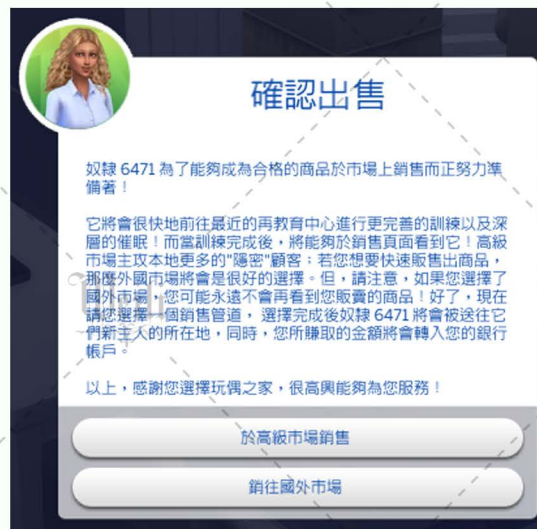 確認出售
奴隸 6471 為了能夠成為合格的商品於市場上銷售而正努力準
備著！
它將會很快地前往最近的再教育中心進行更完善的訓練以及深
層的催眠！而當訓練完成後，將能夠於銷售頁面看到它！高級
市場主攻本地更多的"隱密"顧客；若您想要快速販售出商品，
那麼外國市場將會是很好的選擇。但，請注意，如果您選擇了
國外市場，您可能永遠不會再看到您販賣的商品！好了，現在
請您選擇一個銷售管道， 選擇完成後奴隸 6471 將會被送往它
們新主人的所在地，同時，您所賺取的金額將會轉入您的銀行
帳戶。
以上，感謝您選擇玩偶之家，很高興能夠為您服務！
於高級市場銷售
銷往國外市場